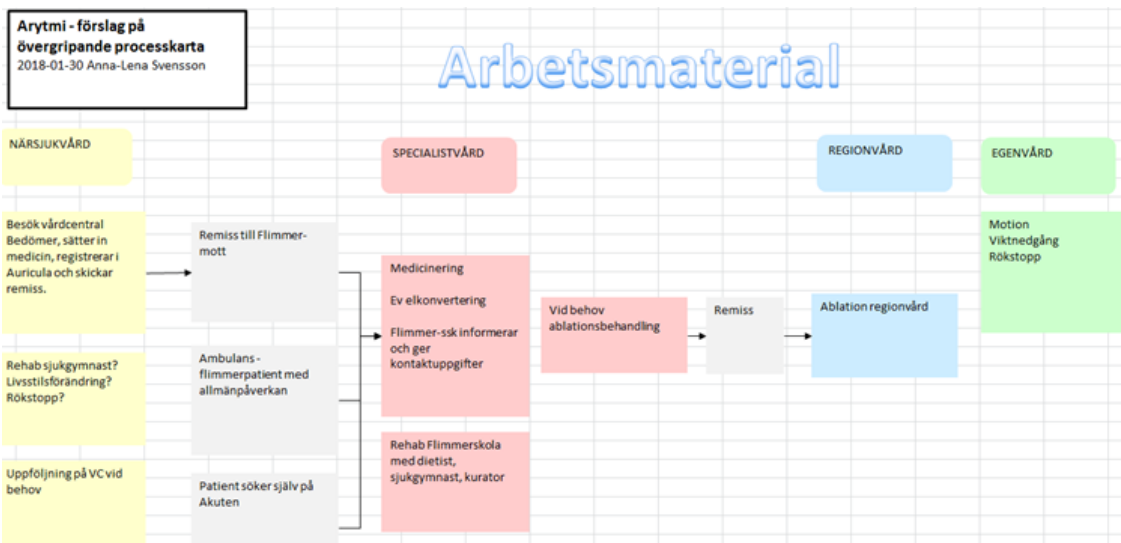 Arytmi - förslag på
övergripande processkarta
2018-01-30 Anna-Lena Svensson
Arbetsmaterial
NÄRSJUKVÅRD
SPECIALISTVÅRD
REGIONVÅRD
EGENVÅRD
Besök vårdcentral
Bedömer, sätter in
medicin, registrerar i
Auricula och skickar
remiss.
Remiss till Flimmer-
mott
Medicinering
Ev elkonvertering
Flimmer-ssk informerar
och ger
kontaktuppgifter
Vid behov
ablationsbehandling
Remiss
Ablation regionvård
Motion
Viktnedgång
Rökstopp
Rehab sjukgymnast?
Livsstilsförändring?
Rökstopp?
Ambulans -
flimmerpatient med
allmänpåverkan
Rehab Flimmerskola
med dietist,
sjukgymnast, kurator
Uppföljning på VC vid
behov
Patient söker själv på
Akuten